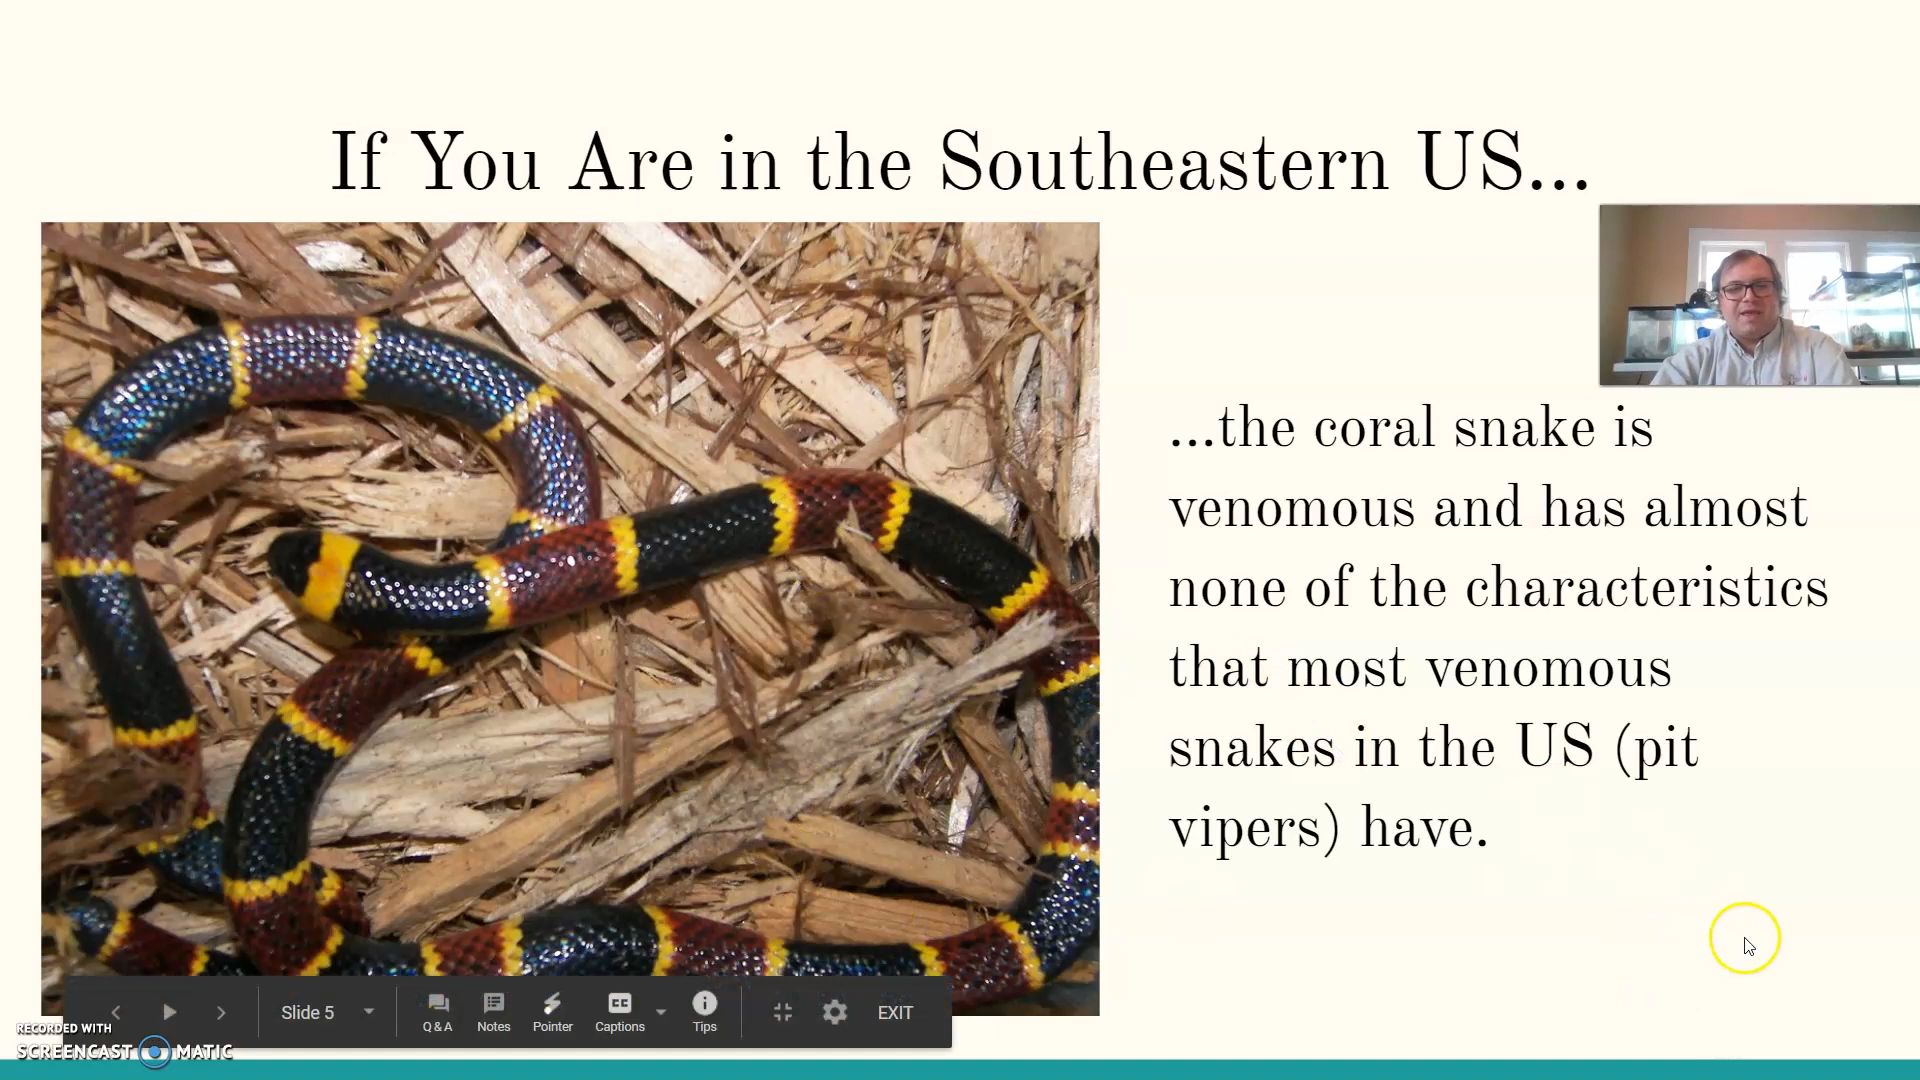 If You Are in the Southeastern US...
...the coral snake is
venomous and has almost
none of the characteristics
that most venomous
snakes in the US (pit
vipers) have.
Slide 5
Q & A
Notes
Pointer
CC
Captions
Tips
EXIT
RECORDED WITH
SCREENCAST MATIC